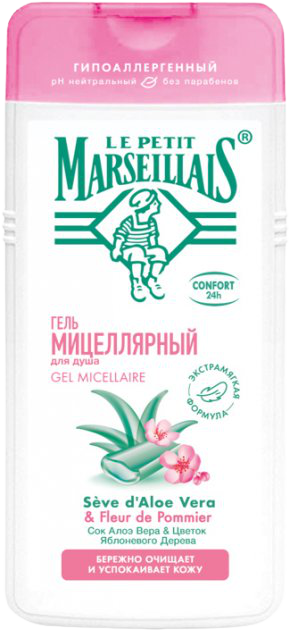 ГИПОАЛЛЕРГЕННЫЙ
pH нейтральный без парабенов
LE PETIT
MARSEILLAIS®
CONFORT
24h
ГЕЛЬ
МИЦЕЛЛЯРНЫЙ
для душа
GEL MICELLAIRE
ЭКСТРАМЯГКАЯ
ФОРМУЛА
Sève d'Aloe Vera
& Fleur de Pommier
Сок Алоэ Вера & Цветок
Яблоневого Дерева
БЕРЕЖНО ОЧИЩАЕТ
И УСПОКАИВАЕТ КОЖУ